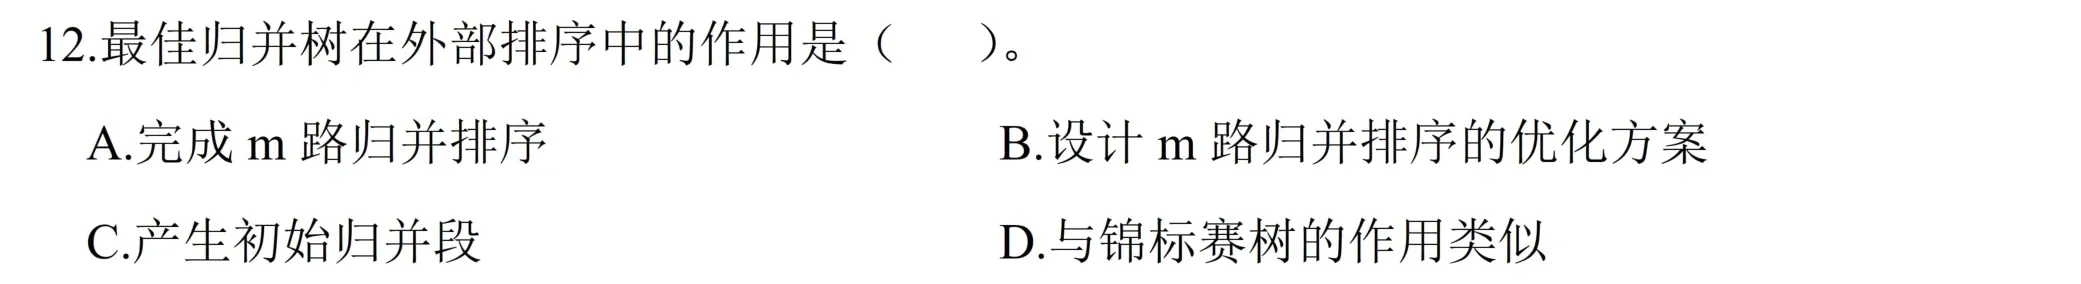 12.最佳归并树在外部排序中的作用是（　　）。
A.完成 m 路归并排序　　B.设计 m 路归并排序的优化方案
C.产生初始归并段　　D.与锦标赛树的作用类似